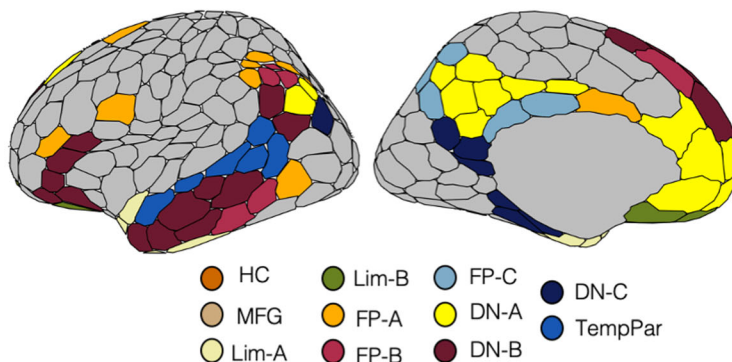 HC
MFG
Lim-A
Lim-B
FP-A
FP-B
FP-C
DN-A
DN-B
DN-C
TempPar